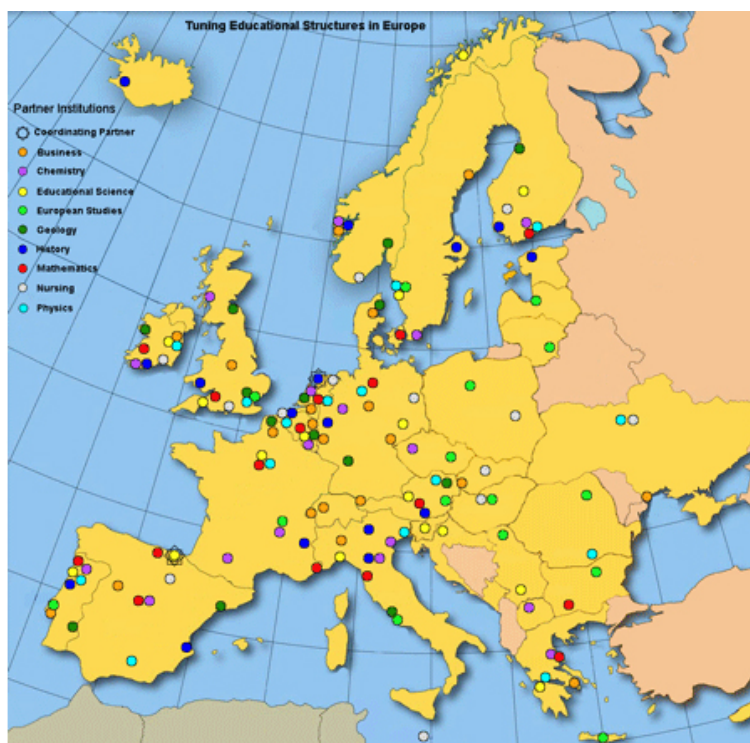 Tuning Educational Structures in Europe
Partner Institutions
Coordinating Partner
Business
Chemistry
Educational Science
European Studies
Geology
History
Mathematics
Nursing
Physics